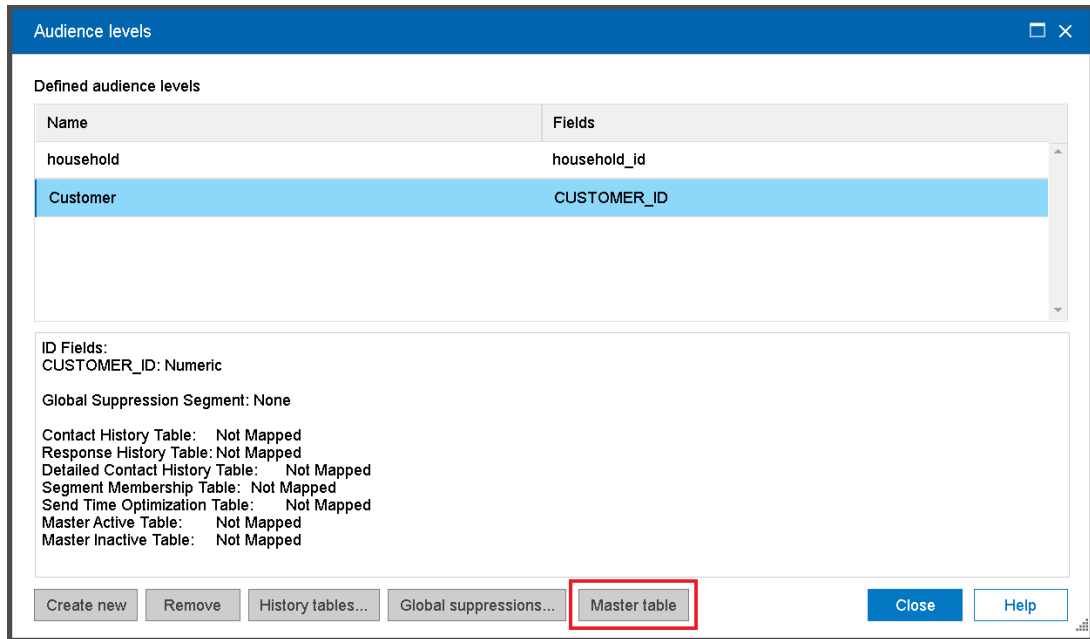 Audience levels
Defined audience levels
Name Fields
household household_id
Customer CUSTOMER_ID
ID Fields:
CUSTOMER_ID: Numeric
Global Suppression Segment: None
Contact History Table: Not Mapped
Response History Table: Not Mapped
Detailed Contact History Table: Not Mapped
Segment Membership Table: Not Mapped
Send Time Optimization Table: Not Mapped
Master Active Table: Not Mapped
Master Inactive Table: Not Mapped
Create new Remove History tables... Global suppressions... Master table Close Help